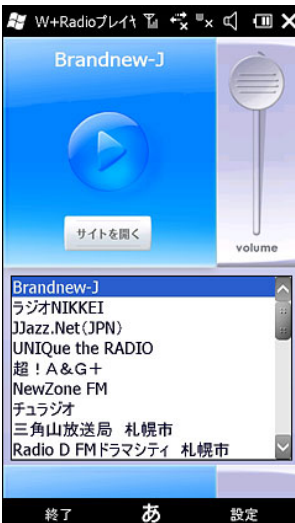 W+Radioプレイヤ
Brandnew-J
サイトを開く
volume
Brandnew-J
ラジオNIKKEI
JJazz.Net(JPN)
UNIQue the RADIO
超！A&G+
NewZone FM
チュラジオ
三角山放送局 札幌市
Radio D FMドラマシティ 札幌市
終了
あ
設定